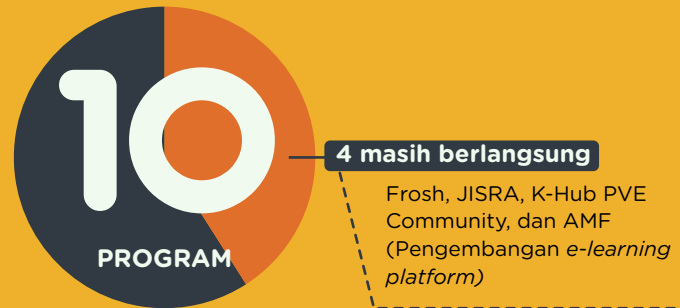 10
PROGRAM
4 masih berlangsung
Frosh, JISRA, K-Hub PVE
Community, dan AMF
(Pengembangan e-learning
platform)